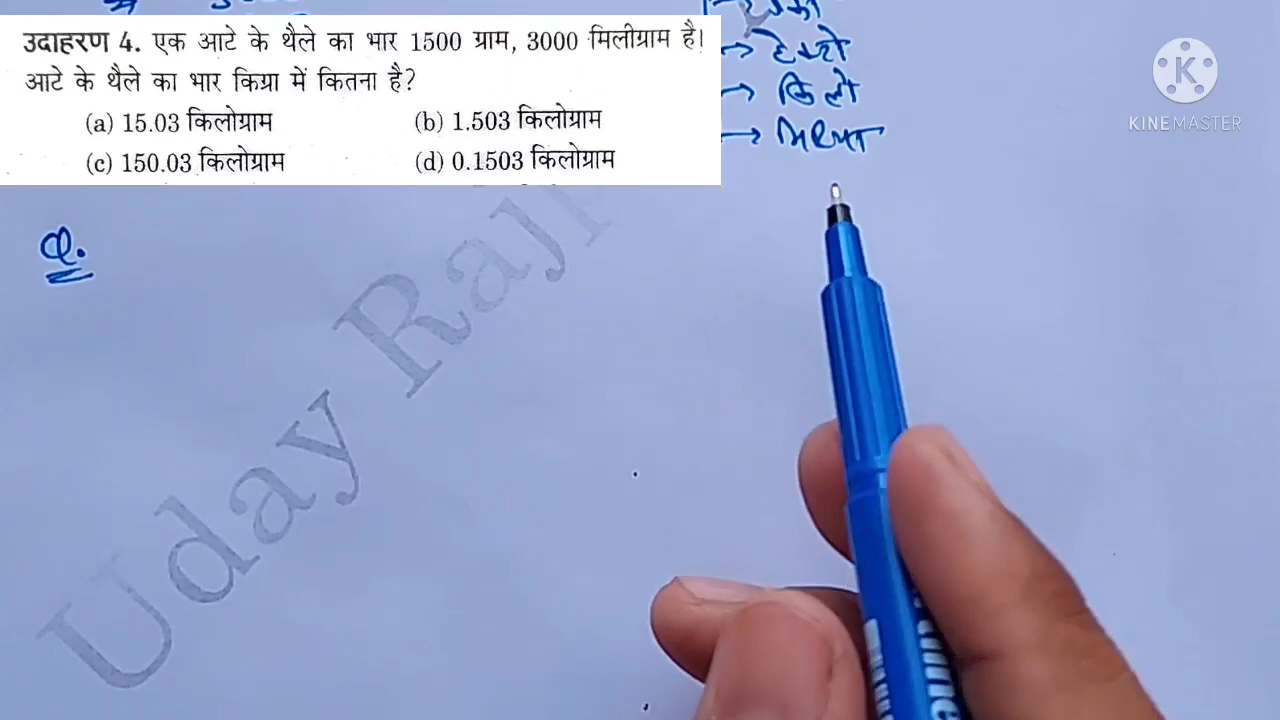 उदाहरण 4. एक आटे के थैले का भार 1500 ग्राम, 3000 मिलीग्राम है।
आटे के थैले का भार किग्रा में कितना है?
(a) 15.03 किलोग्राम (b) 1.503 किलोग्राम
(c) 150.03 किलोग्राम (d) 0.1503 किलोग्राम
→ किलो
Q.
K
KINEMASTER
Uday Raj